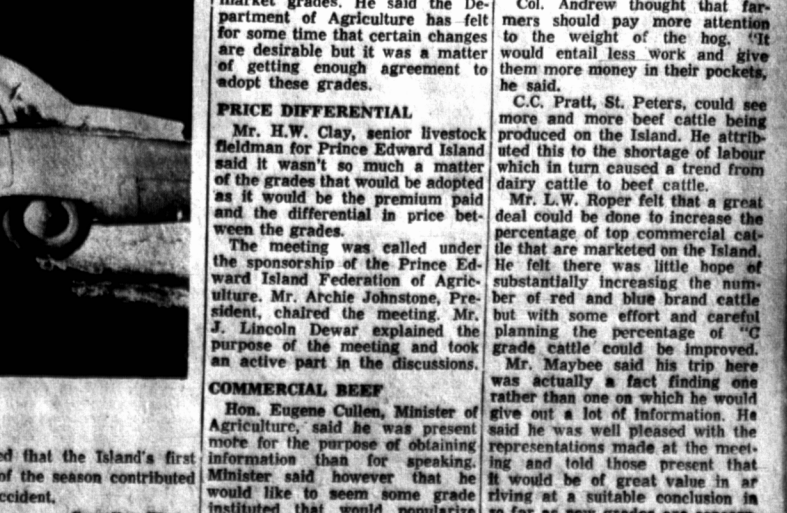 ed that the Island's first
of the season contributed
ccident.
market grades. He said the De-
partment of Agriculture has felt
for some time that certain changes
are desirable but it was a matter
of getting enough agreement to
adopt these grades.
PRICE DIFFERENTIAL
Mr. H.W. Clay, senior livestock
fieldman for Prince Edward Island
said it wasn't so much a matter
of the grades that would be adopted
as it would be the premium paid
and the differential in price bet-
ween the grades.
The meeting was called under
the sponsorship of the Prince Ed-
ward Island Federation of Agric-
ulture. Mr. Archie Johnstone, Pre-
sident, chaired the meeting. Mr.
J. Lincoln Dewar explained the
purpose of the meeting and took
an active part in the discussions.
COMMERCIAL BEEF
Hon. Eugene Cullen, Minister of
Agriculture, said he was present
more for the purpose of obtaining
information than for speaking.
Minister said however that he
would like to seem some grade
instituted that would popularize
Col. Andrew thought that far-
mers should pay more attention
to the weight of the hog. "It
would entail less work and give
them more money in their pockets,
he said.
C.C. Pratt, St. Peters, could see
more and more beef cattle being
produced on the Island. He attrib-
uted this to the shortage of labour
which in turn caused a trend from
dairy cattle to beef cattle.
Mr. L.W. Roper felt that a great
deal could be done to increase the
percentage of top commercial cat-
tle that are marketed on the Island.
He felt there was little hope of
substantially increasing the num-
ber of red and blue brand cattle
but with some effort and careful
planning the percentage of "C
grade cattle could be improved.
Mr. Maybee said his trip here
was actually a fact finding one
rather than one on which he would
give out a lot of information. He
said he was well pleased with the
representations made at the meet-
ing and told those present that
it would be of great value in ar
riving at a suitable conclusion in
so far as new grades are